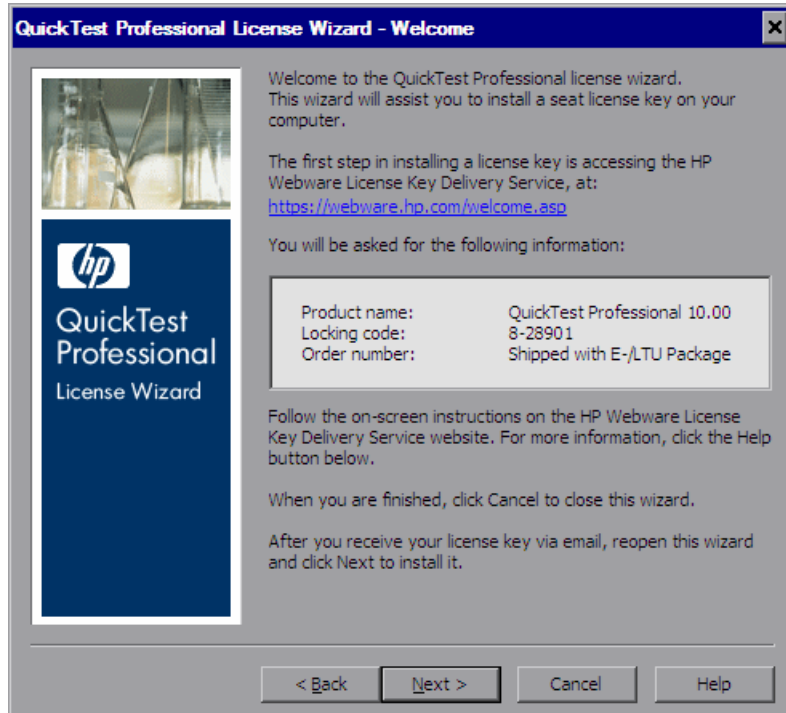 QuickTest Professional License Wizard - Welcome
Welcome to the QuickTest Professional license wizard.
This wizard will assist you to install a seat license key on your
computer.
The first step in installing a license key is accessing the HP
Webware License Key Delivery Service, at:
https://webware.hp.com/welcome.asp
You will be asked for the following information:
Product name: QuickTest Professional 10.00
Locking code: 8-28901
Order number: Shipped with E-/LTU Package
hp
QuickTest
Professional
License Wizard
Follow the on-screen instructions on the HP Webware License
Key Delivery Service website. For more information, click the Help
button below.
When you are finished, click Cancel to close this wizard.
After you receive your license key via email, reopen this wizard
and click Next to install it.
< Back Next > Cancel Help